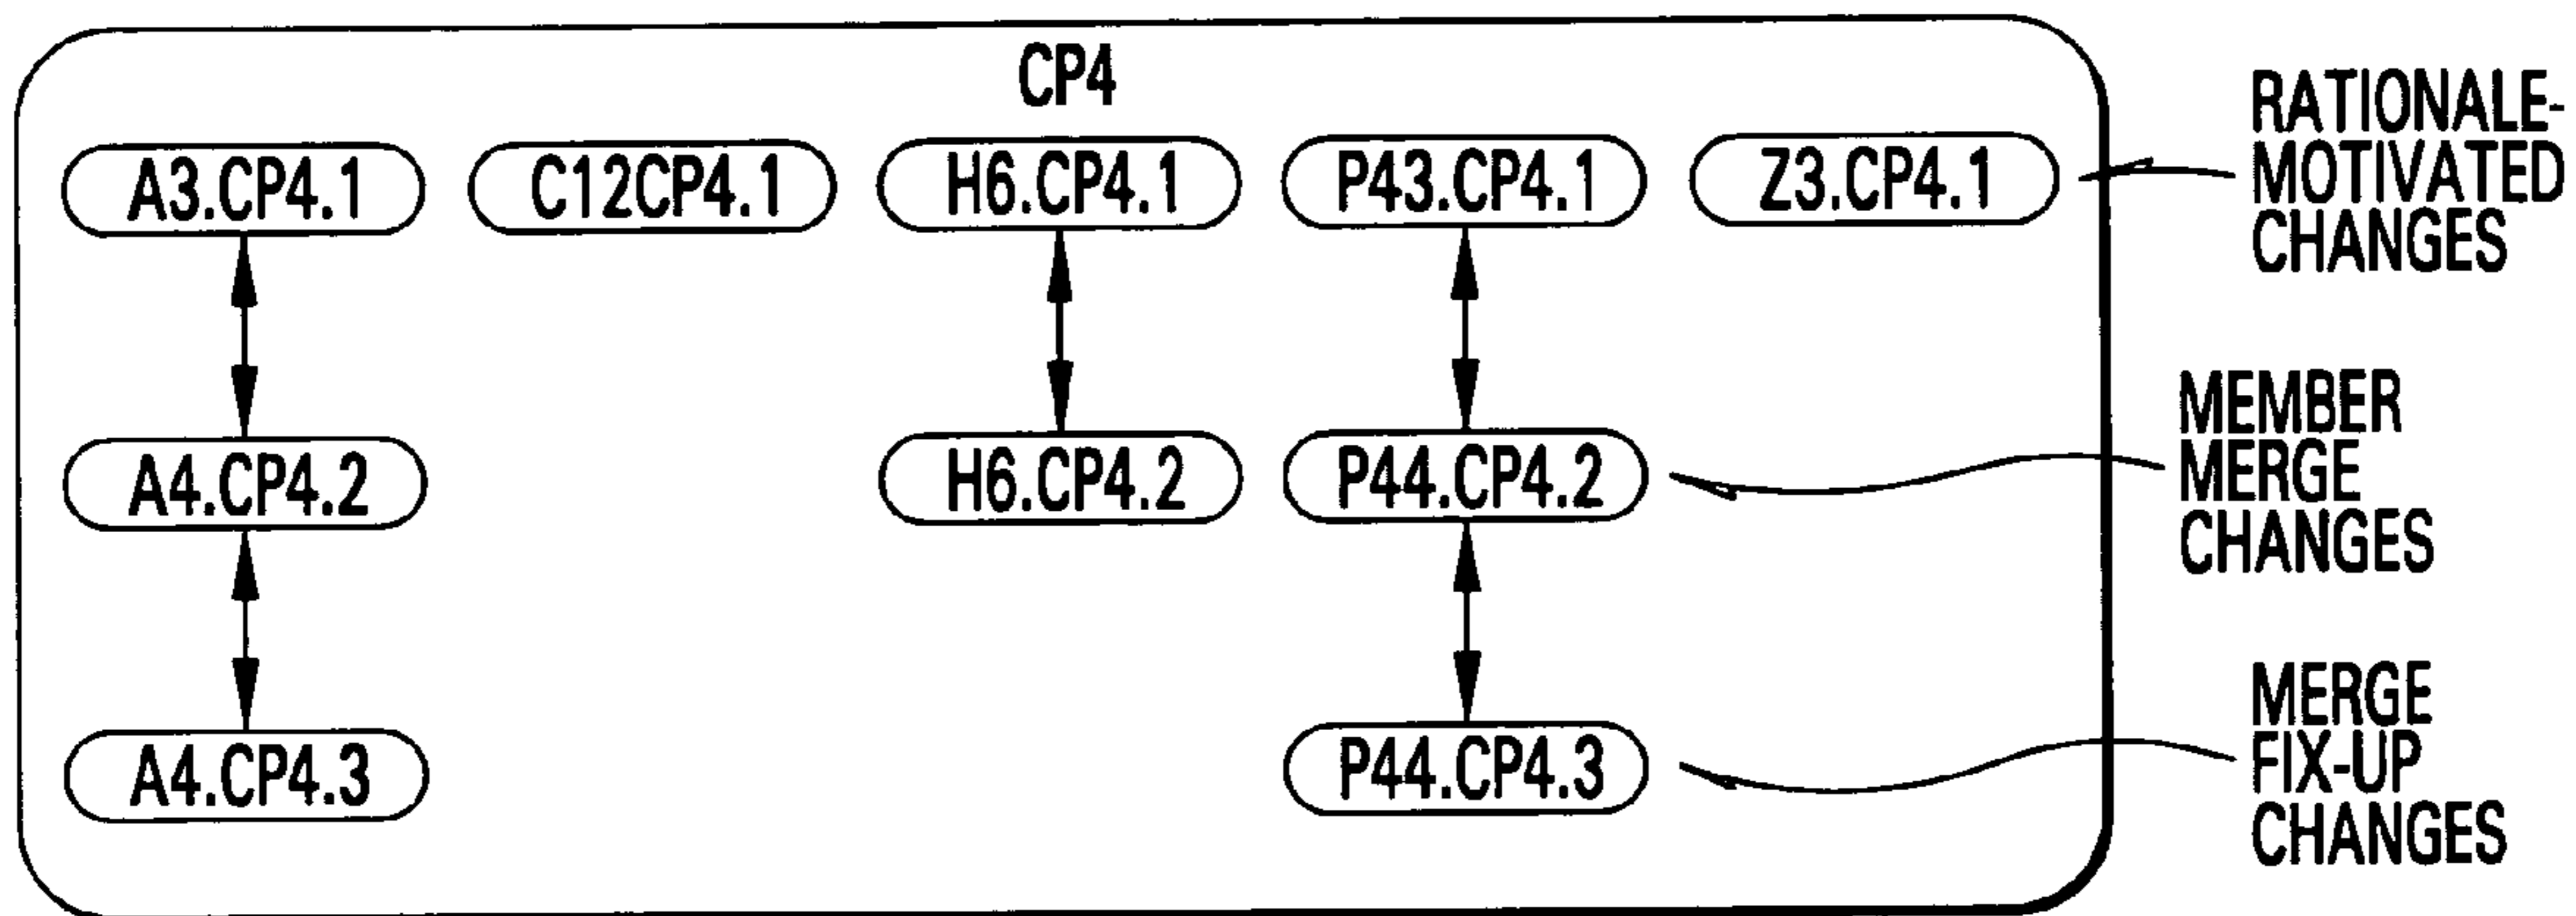 CP4
A3.CP4.1
C12CP4.1
H6.CP4.1
P43.CP4.1
Z3.CP4.1
RATIONALE-
MOTIVATED
CHANGES
A4.CP4.2
H6.CP4.2
P44.CP4.2
MEMBER
MERGE
CHANGES
A4.CP4.3
P44.CP4.3
MERGE
FIX-UP
CHANGES